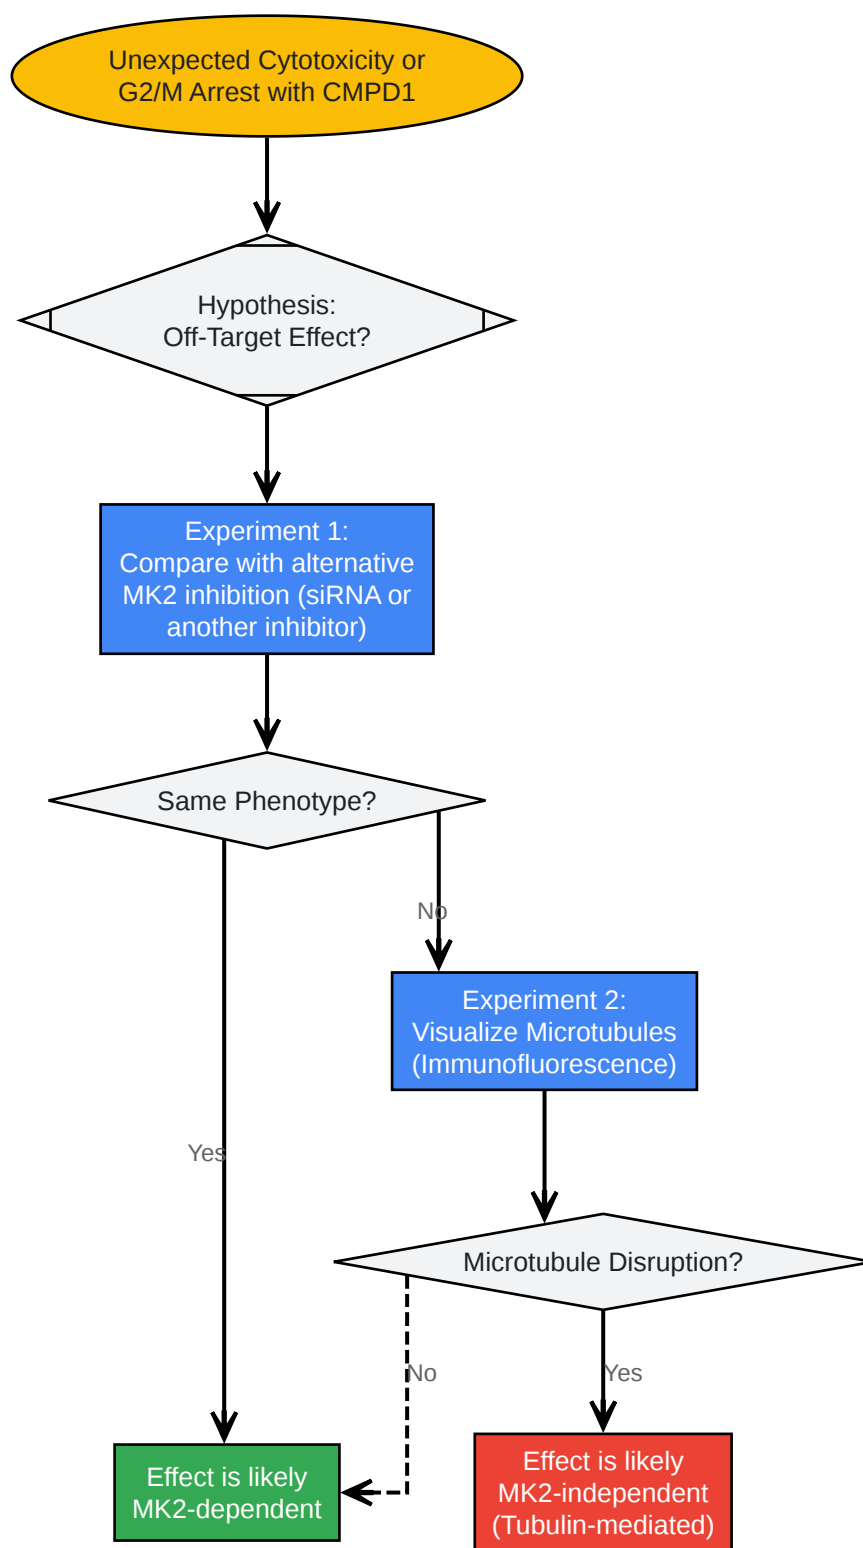 Unexpected Cytotoxicity or
G2/M Arrest with CMPD1
Hypothesis:
Off-Target Effect?
Experiment 1:
Compare with alternative
MK2 inhibition (siRNA or
another inhibitor)
Same Phenotype?
No
Experiment 2:
Visualize Microtubules
(Immunofluorescence)
Yes
Microtubule Disruption?
No
Yes
Effect is likely
MK2-dependent
Effect is likely
MK2-independent
(Tubulin-mediated)